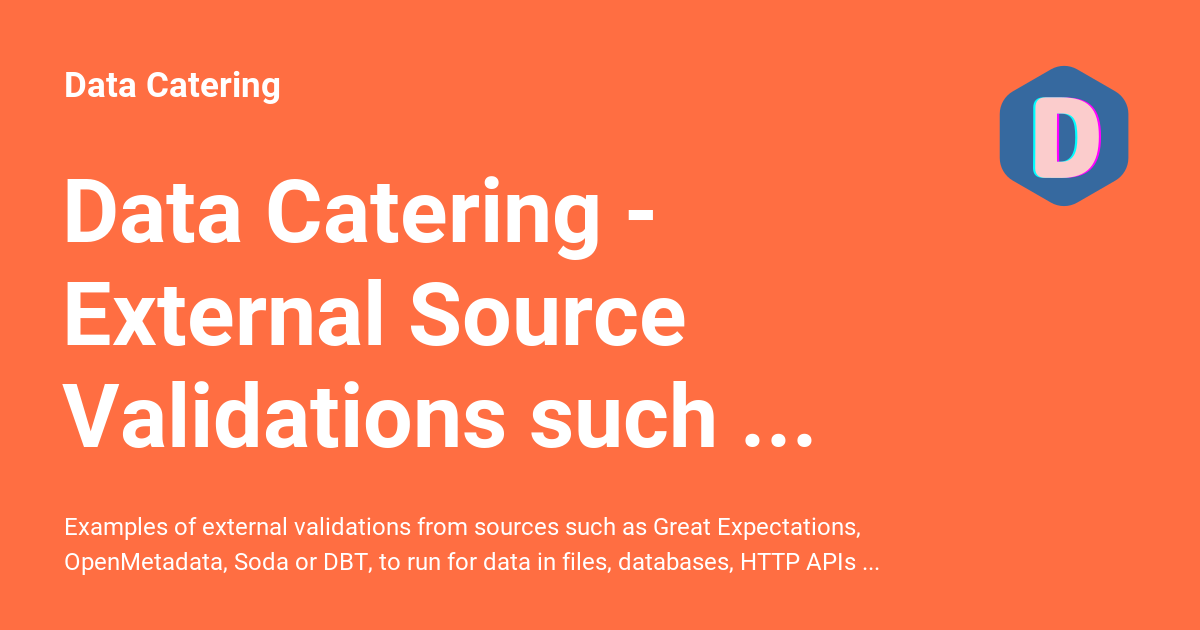 Data Catering
D
Data Catering -
External Source
Validations such ...
Examples of external validations from sources such as Great Expectations,
OpenMetadata, Soda or DBT, to run for data in files, databases, HTTP APIs ...